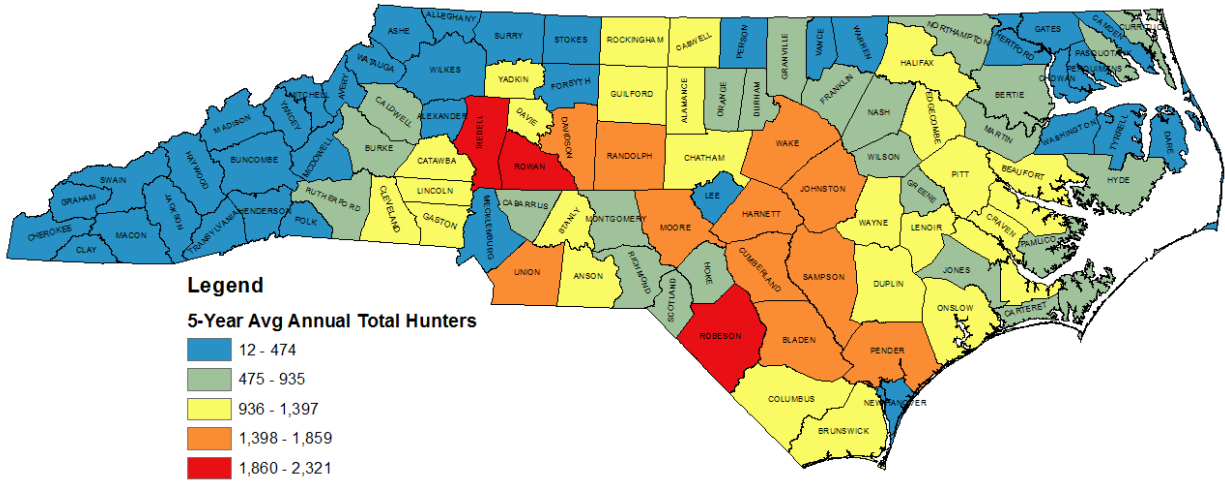 ALLEGHANY
ASHE
SURRY
STOKES
ROCKINGHAM
CASWELL
PERSON
GRANVILLE
VANCE
WARREN
NORTHAMPTON
HERTFORD
GATES
CAMDEN
CURRITUCK
PASQUOTANK
PERQUIMANS
CHOWAN
HALIFAX
WATAUGA
WILKES
YADKIN
FORSYTH
GUILFORD
ALAMANCE
ORANGE
DURHAM
FRANKLIN
NASH
EDGECOMBE
BERTIE
MARTIN
WASHINGTON
TYRRELL
DARE
AVERY
MITCHELL
YANCEY
CALDWELL
ALEXANDER
IREDELL
DAVIE
DAVIDSON
RANDOLPH
CHATHAM
WAKE
WILSON
PITT
BEAUFORT
HYDE
MADISON
HAYWOOD
BUNCOMBE
MCDOWELL
BURKE
CATAWBA
ROWAN
LEE
JOHNSTON
GREENE
SWAIN
GRAHAM
JACKSON
CHEROKEE
CLAY
MACON
TRANSYLVANIA
HENDERSON
POLK
RUTHERFORD
CLEVELAND
LINCOLN
GASTON
MECKLENBURG
CABARRUS
STANLY
MONTGOMERY
MOORE
HARNETT
WAYNE
LENOIR
CRAVEN
PAMLICO
UNION
ANSON
RICHMOND
SCOTLAND
HOKE
CUMBERLAND
SAMPSON
DUPLIN
JONES
ONSLOW
CARTERET
ROBESON
BLADEN
PENDER
COLUMBUS
NEW HANOVER
BRUNSWICK
Legend
5-Year Avg Annual Total Hunters
12 - 474
475 - 935
936 - 1,397
1,398 - 1,859
1,860 - 2,321